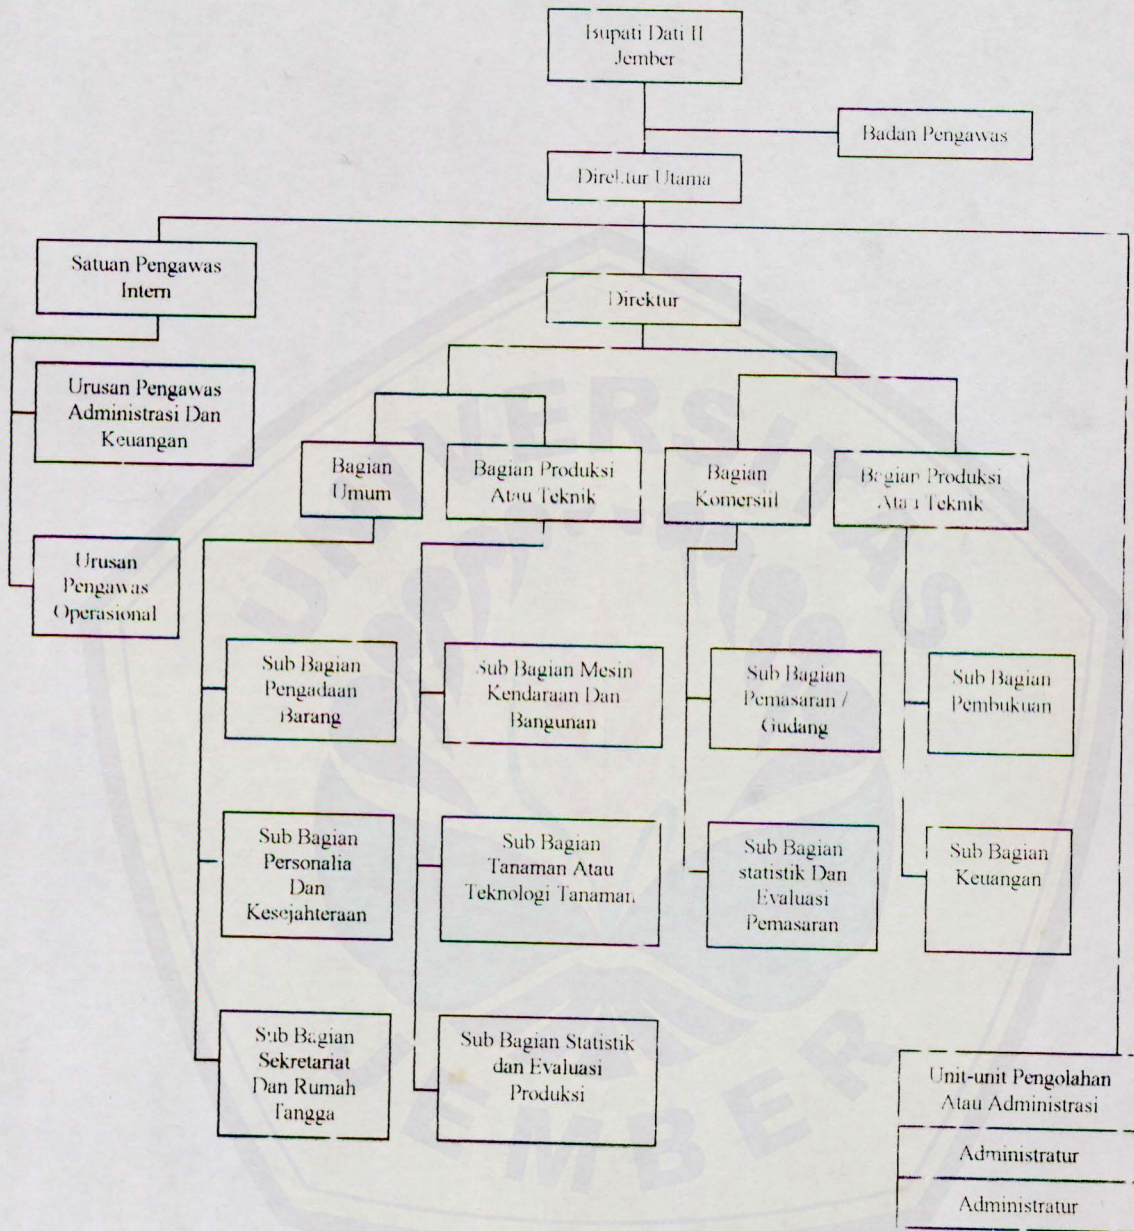 Bupati Dati II
Jember
Badan Pengawas
Direktur Utama
Satuan Pengawas
Intern
Direktur
Urusan Pengawas
Administrasi Dan
Keuangan
Bagian
Umum
Bagian Produksi
Atau Teknik
Bagian
Komersiil
Bagian Produksi
Atau Teknik
Urusan
Pengawas
Operasional
Sub Bagian
Pengadaan
Barang
Sub Bagian Mesin
Kendaraan Dan
Bangunan
Sub Bagian
Pemasaran /
Gudang
Sub Bagian
Pembukuan
Sub Bagian
Personalia
Dan
Kesejahteraan
Sub Bagian
Tanaman Atau
Teknologi Tanaman
Sub Bagian
statistik Dan
Evaluasi
Pemasaran
Sub Bagian
Keuangan
Sub Bagian
Sekretariat
Dan Rumah
Tangga
Sub Bagian Statistik
dan Evaluasi
Produksi
Unit-unit Pengolahan
Atau Administrasi
Administratur
Administratur
UNIVERSITAS
JEMBER